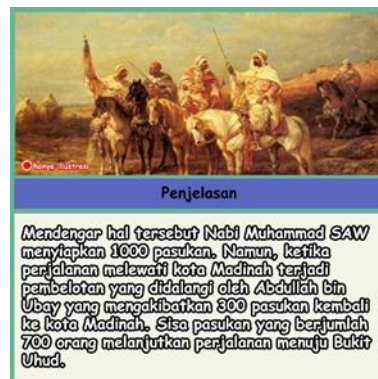 hanya illustrasi
Penjelasan
Mendengar hal tersebut Nabi Muhammad SAW
menyiapkan 1000 pasukan. Namun, ketika
perjalanan melewati kota Madinah terjadi
pembelotan yang didalangi oleh Abdullah bin
Ubay yang mengakibatkan 300 pasukan kembali
ke kota Madinah. Sisa pasukan yang berjumlah
700 orang melanjutkan perjalanan menuju Bukit
Uhud.